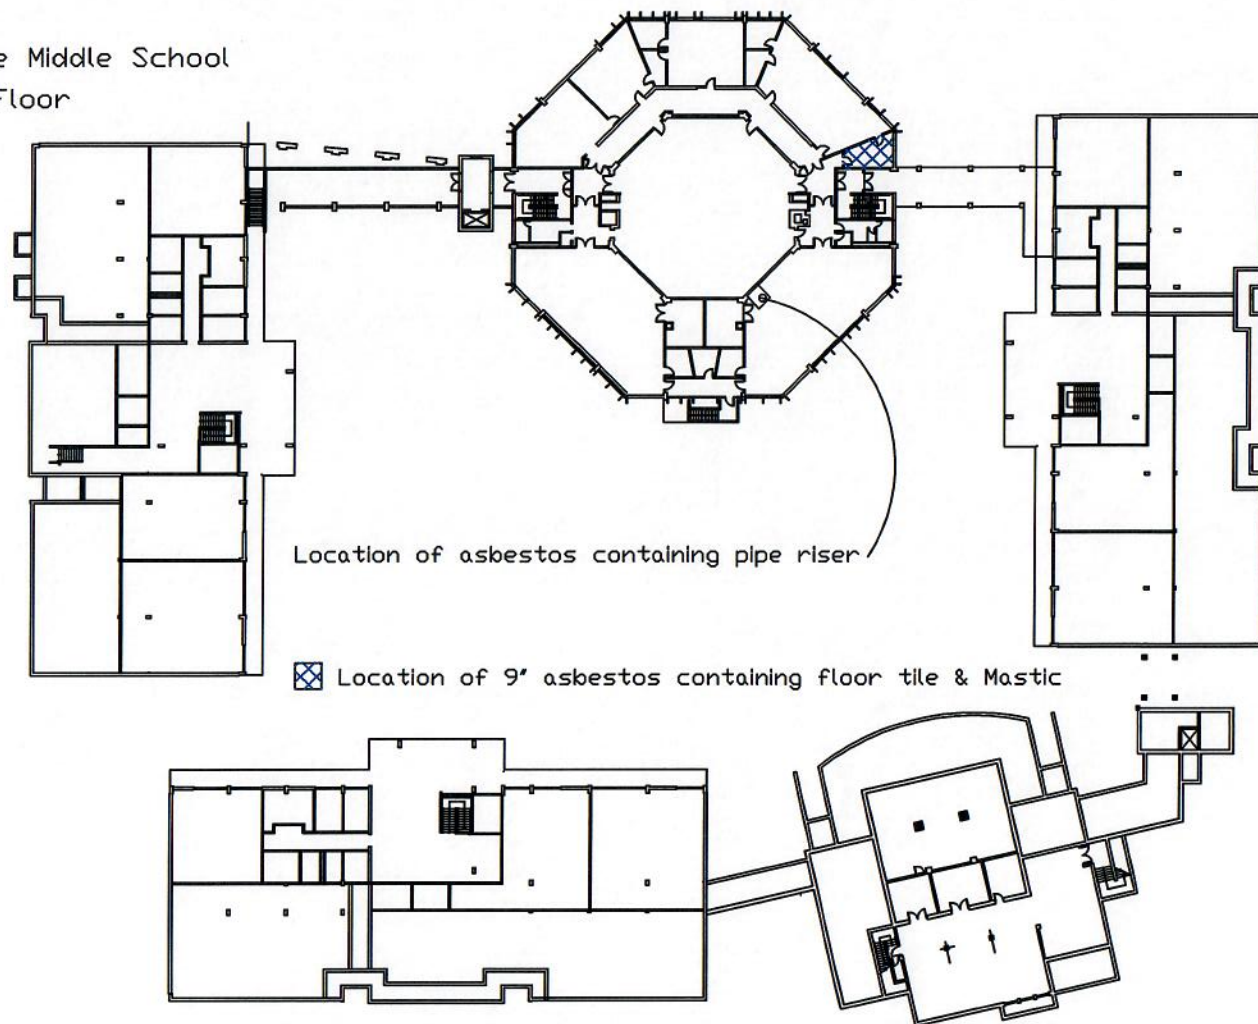 e Middle School
Floor
Location of asbestos containing pipe riser
Location of 9" asbestos containing floor tile & Mastic